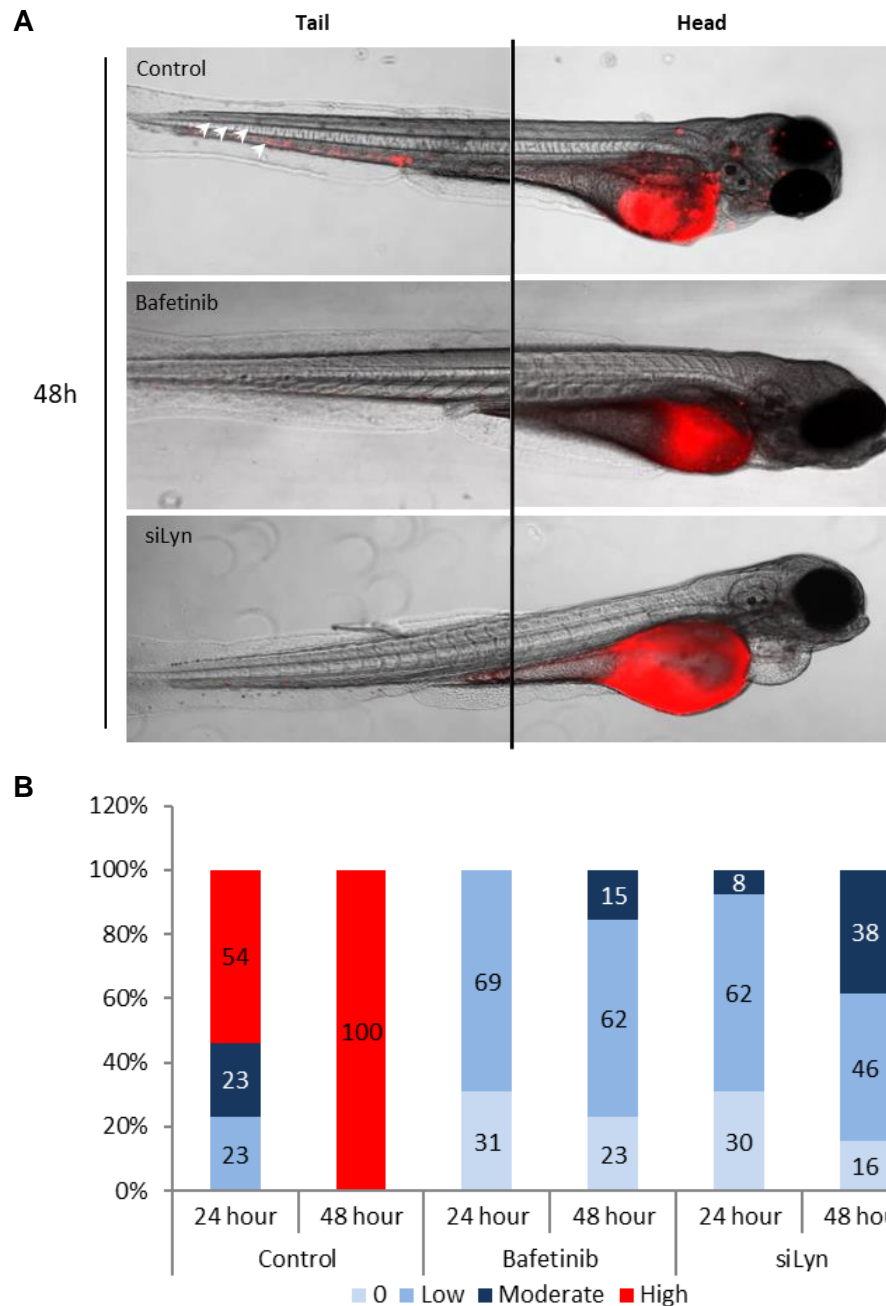 A
Tail Head
Control
Bafetinib
48h
siLyn
B
120%
100%
80%
60%
40%
20%
0%
54
23
23
100
69
31
15
62
23
8
62
30
38
46
16
24 hour 48 hour 24 hour 48 hour 24 hour 48
Control Bafetinib siLyn
0 Low Moderate High